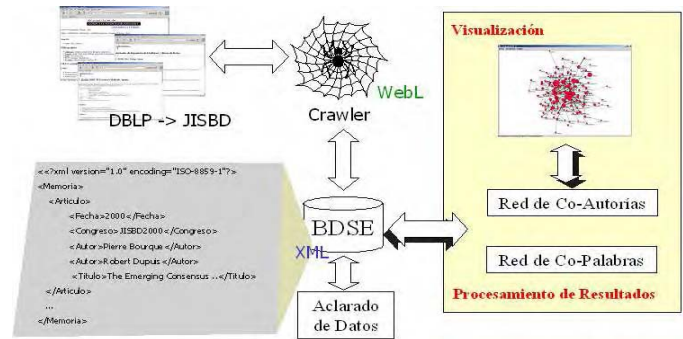 DBLP -> JISBD
WebL
Crawler
<<?xml version="1.0" encoding="ISO-8859-1"?>
<Memoria>
<Articulo>
<Fecha>2000</Fecha>
<Congreso>JISBD2000</Congreso>
<Autor>Pierre Bourque</Autor>
<Autor>Robert Dupuis</Autor>
<Titulo>The Emerging Consensus ...</Titulo>
</Articulo>
...
</Memoria>
XML
BDSE
Aclarado
de Datos
Visualización
Red de Co-Autorías
Red de Co-Palabras
Procesamiento de Resultados